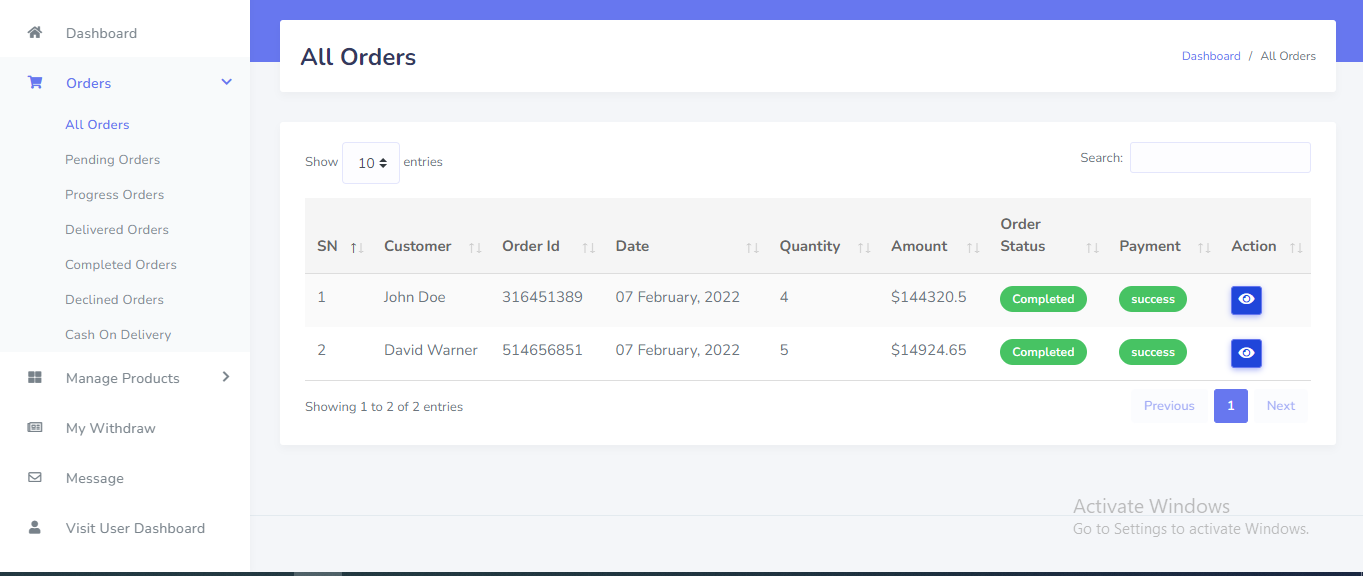 Dashboard
Orders
All Orders
Pending Orders
Progress Orders
Delivered Orders
Completed Orders
Declined Orders
Cash On Delivery
Manage Products
My Withdraw
Message
Visit User Dashboard
All Orders
Dashboard / All Orders
Show 10 entries
Search:
SN Customer Order Id Date Quantity Amount Order Status Payment Action
1 John Doe 316451389 07 February, 2022 4 $144320.5 Completed success
2 David Warner 514656851 07 February, 2022 5 $14924.65 Completed success
Showing 1 to 2 of 2 entries
Previous 1 Next
Activate Windows
Go to Settings to activate Windows.